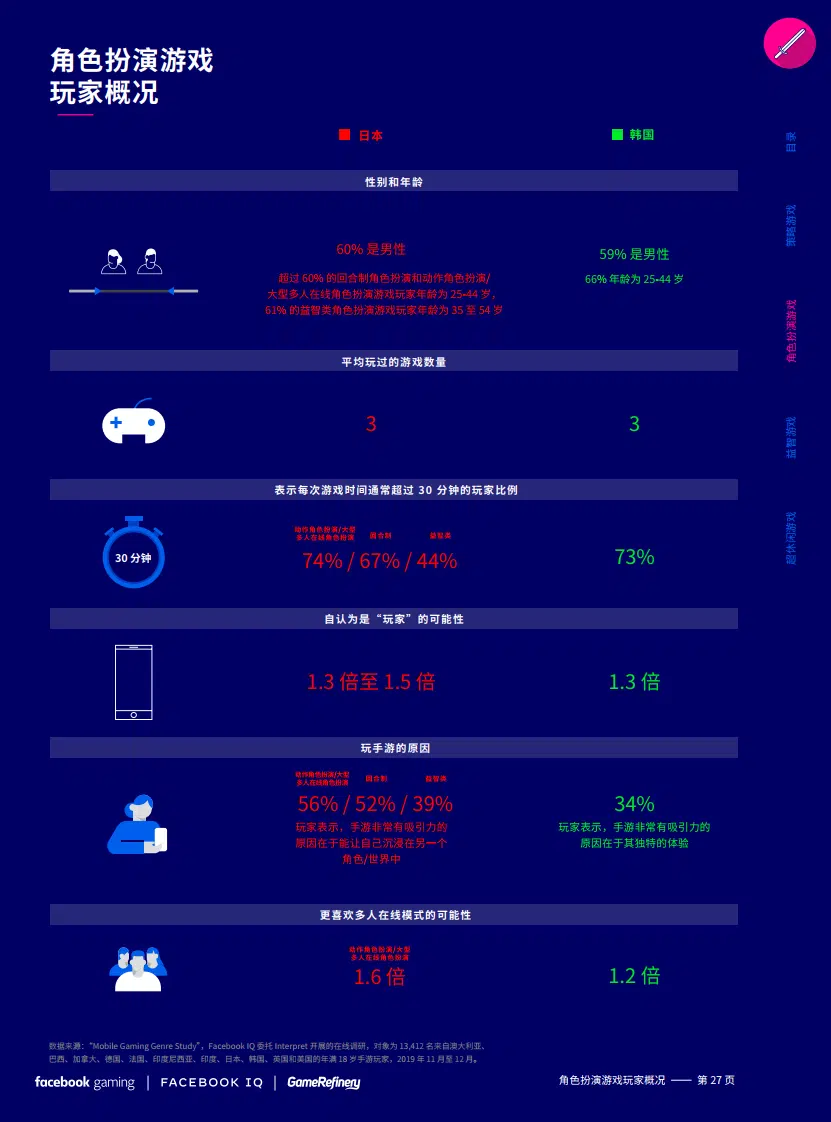 角色扮演游戏
玩家概况
日本
韩国
性别和年龄
60% 是男性
超过 60% 的回合制角色扮演和动作角色扮演/
大型多人在线角色扮演游戏玩家年龄为 25-44 岁，
61% 的益智类角色扮演游戏玩家年龄为 35 至 54 岁
59% 是男性
66% 年龄为 25-44 岁
平均玩过的游戏数量
3
3
表示每次游戏时间通常超过 30 分钟的玩家比例
30 分钟
动作角色扮演/大型
多人在线角色扮演
回合制
益智类
74% / 67% / 44%
73%
自认为是“玩家”的可能性
1.3 倍至 1.5 倍
1.3 倍
玩手游的原因
动作角色扮演/大型
多人在线角色扮演
回合制
益智类
56% / 52% / 39%
玩家表示，手游非常有吸引力的
原因在于能让自己沉浸在另一个
角色/世界中
34%
玩家表示，手游非常有吸引力的
原因在于其独特的体验
更喜欢多人在线模式的可能性
动作角色扮演/大型
多人在线角色扮演
1.6 倍
1.2 倍
数据来源：“Mobile Gaming Genre Study”，Facebook IQ 委托 Interpret 开展的在线调研，对象为 13,412 名来自澳大利亚、
巴西、加拿大、德国、法国、印度尼西亚、印度、日本、韩国、英国和美国的年满 18 岁手游玩家，2019 年 11 月至 12 月。
facebook gaming | FACEBOOK IQ | GameRefinery
角色扮演游戏玩家概况 —— 第 27 页
目录
策略游戏
角色扮演游戏
益智游戏
超休闲游戏